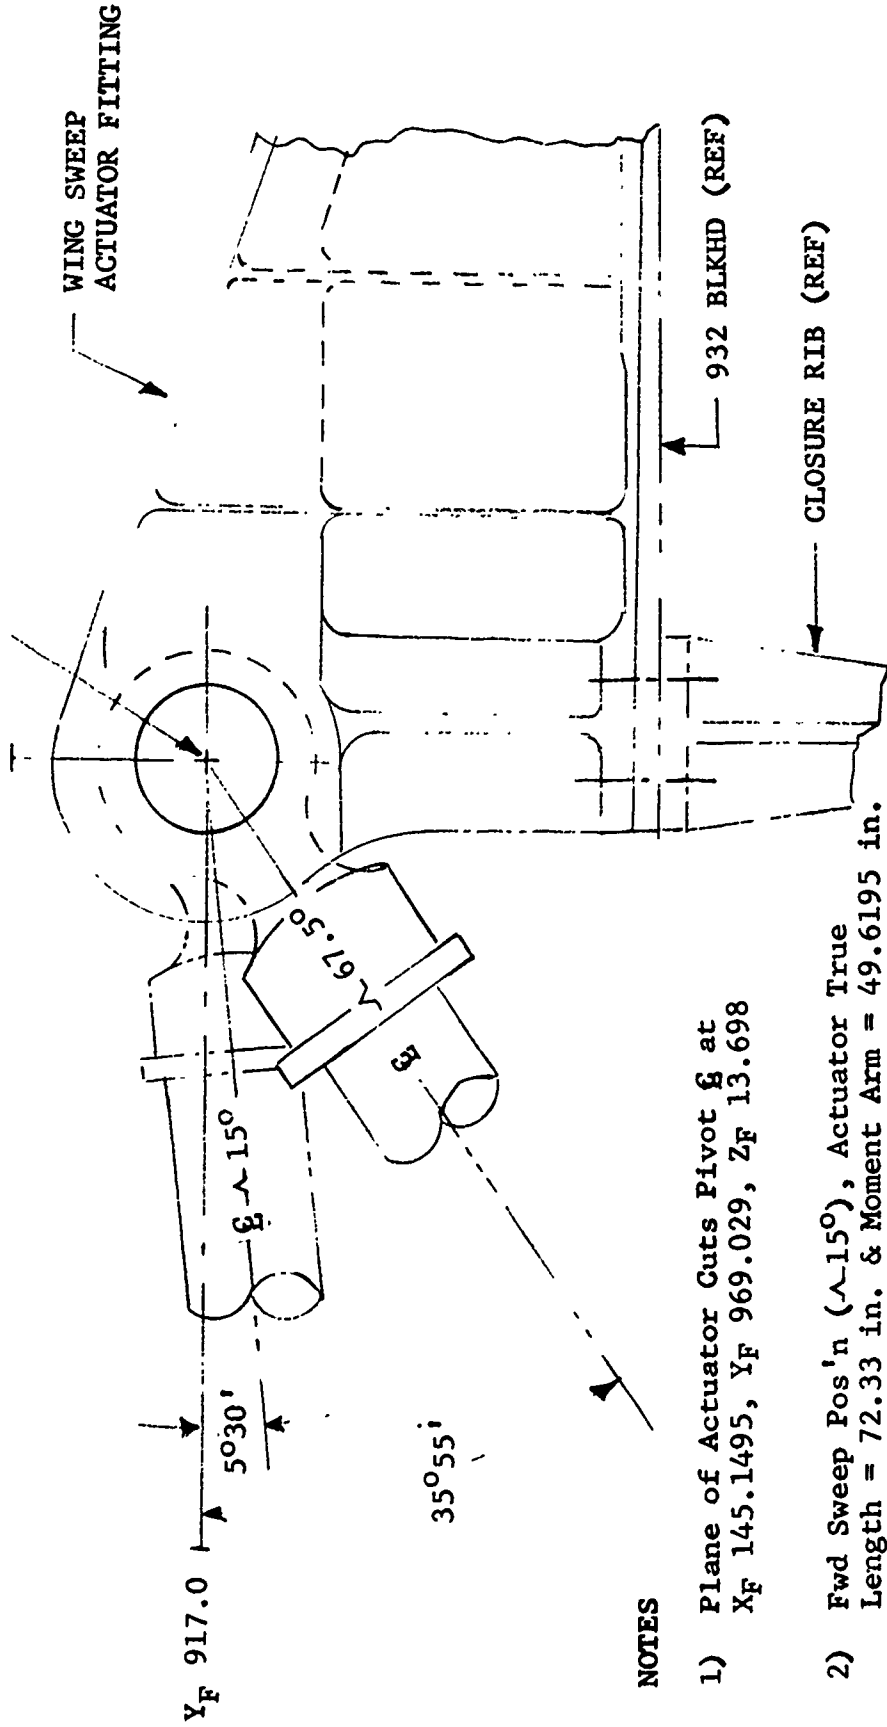 WING SWEEP
ACTUATOR FITTING
Y_F 917.0
5°30'
35°55'
℄ Λ 15°
℄ Λ 67.50
932 BLKHD (REF)
CLOSURE RIB (REF)
NOTES
1) Plane of Actuator Cuts Pivot ℄ at
X_F 145.1495, Y_F 969.029, Z_F 13.698
2) Fwd Sweep Pos'n (Λ 15°), Actuator True
Length = 72.33 in. & Moment Arm = 49.6195 in.